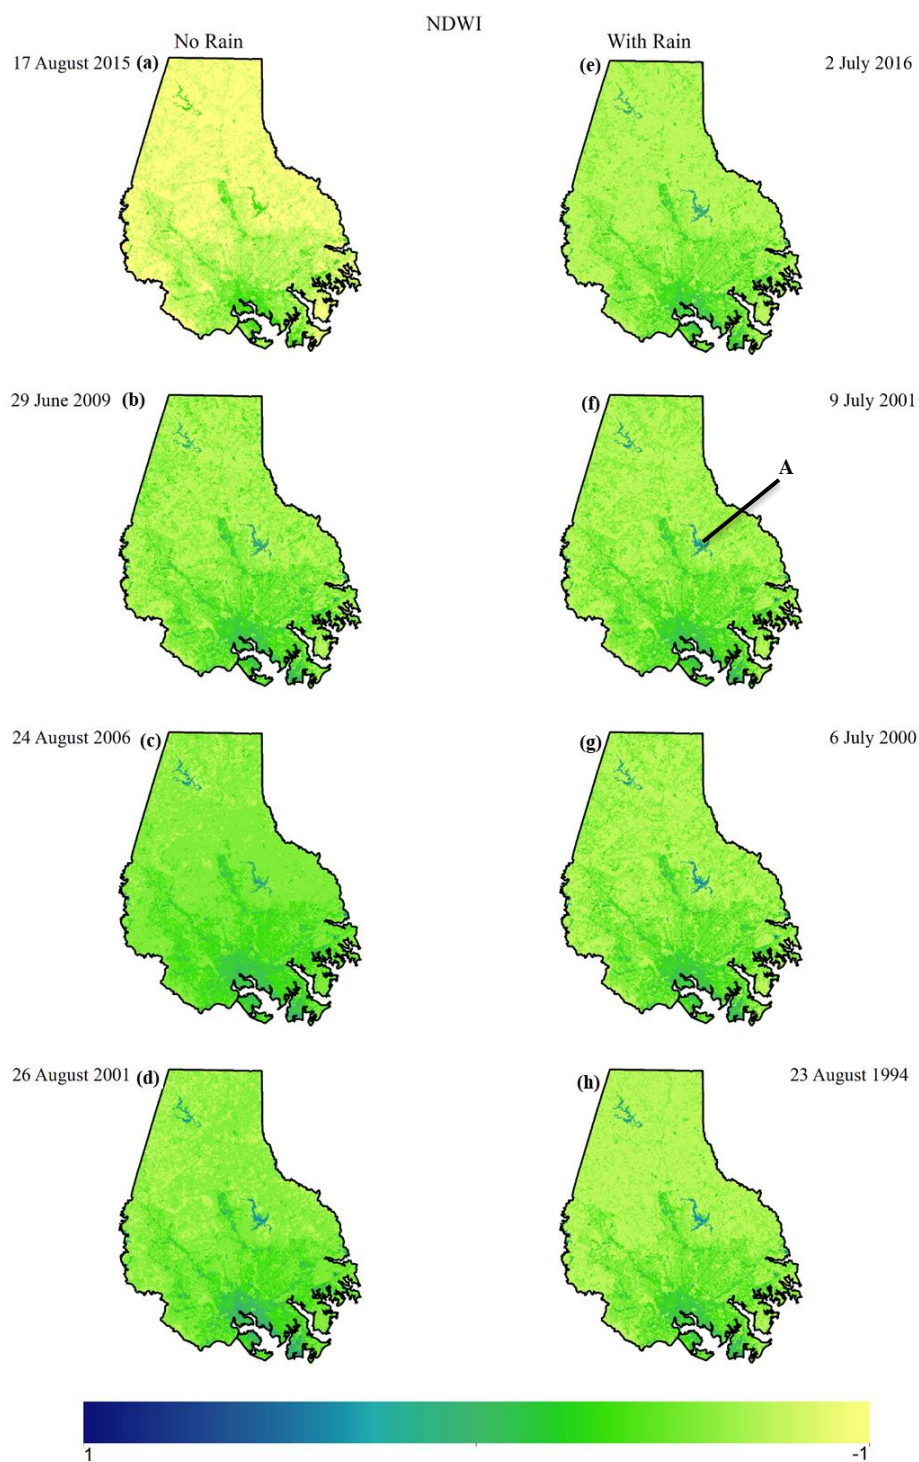 NDWI
No Rain
With Rain
17 August 2015 (a)
(e) 2 July 2016
29 June 2009 (b)
(f) 9 July 2001
A
24 August 2006 (c)
(g) 6 July 2000
26 August 2001 (d)
(h) 23 August 1994
1
-1